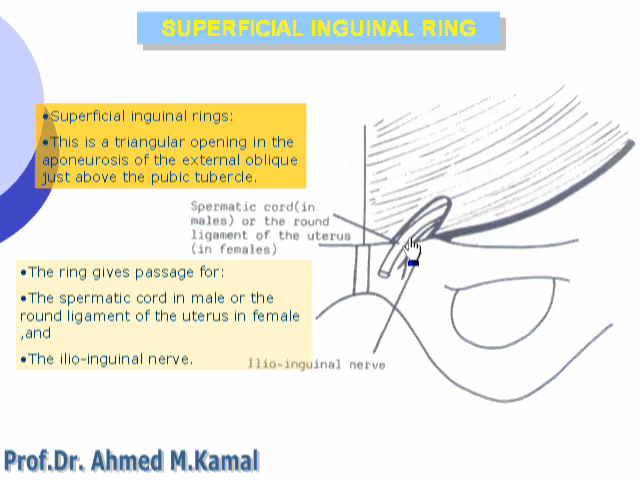 SUPERFICIAL INGUINAL RING
•Superficial inguinal rings:
•This is a triangular opening in the
aponeurosis of the external oblique
just above the pubic tubercle.
Spermatic cord(in
males) or the round
ligament of the uterus
(in females)
•The ring gives passage for:
•The spermatic cord in male or the
round ligament of the uterus in female
,and
•The ilio-inguinal nerve.
Ilio-inguinal nerve
Prof.Dr. Ahmed M.Kamal